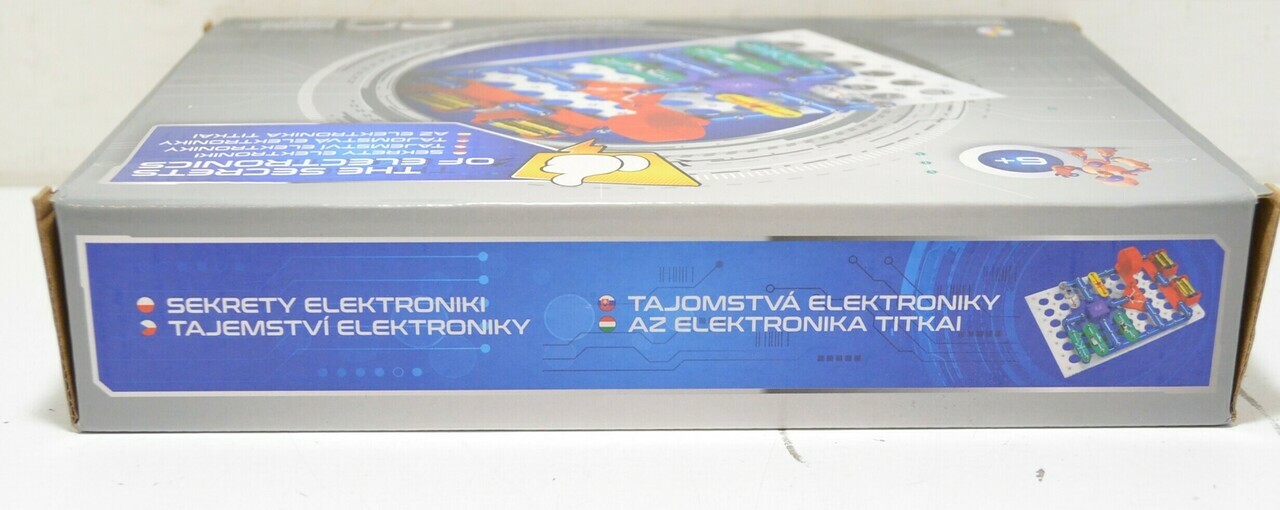 THE SECRETS
OF ELECTRONICS
SEKRETY ELEKTRONIKI
TAJEMSTVÍ ELEKTRONIKY
TAJOMSTVÁ ELEKTRONIKY
AZ ELEKTRONIKA TITKAI
6+
SEKRETY ELEKTRONIKI
TAJEMSTVÍ ELEKTRONIKY
TAJOMSTVÁ ELEKTRONIKY
AZ ELEKTRONIKA TITKAI